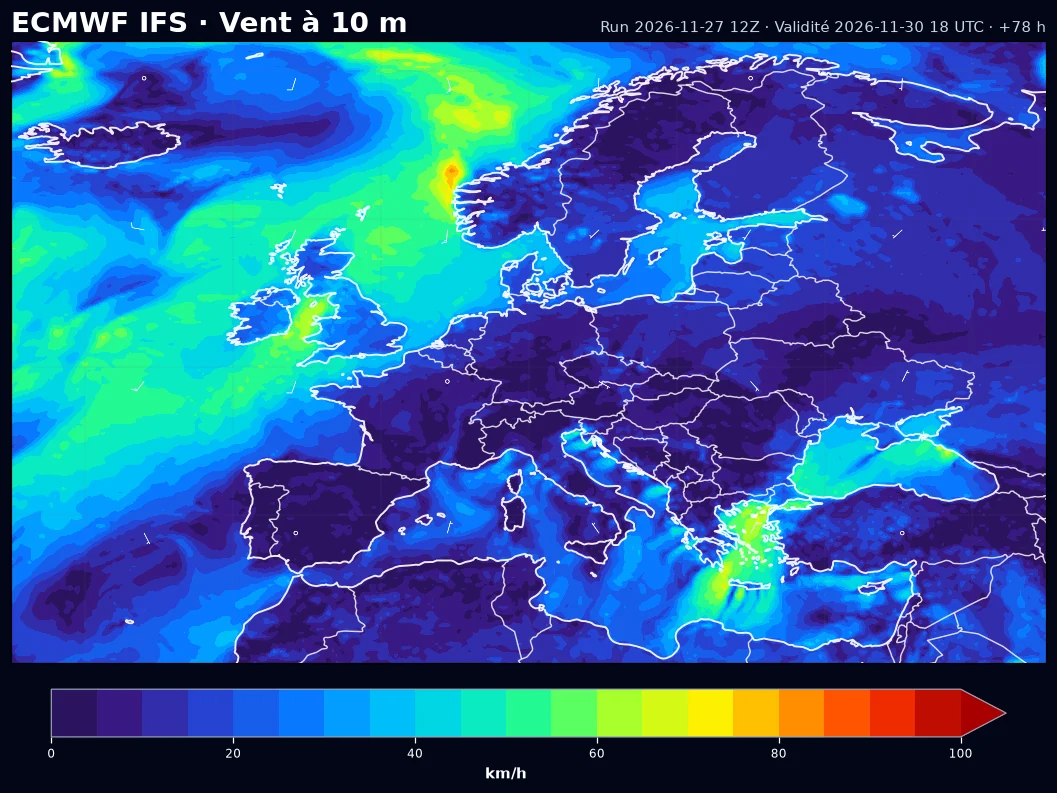 ECMWF IFS · Vent à 10 m
Run 2026-11-27 12Z · Validité 2026-11-30 18 UTC · +78 h
0 20 40 60 80 100
km/h